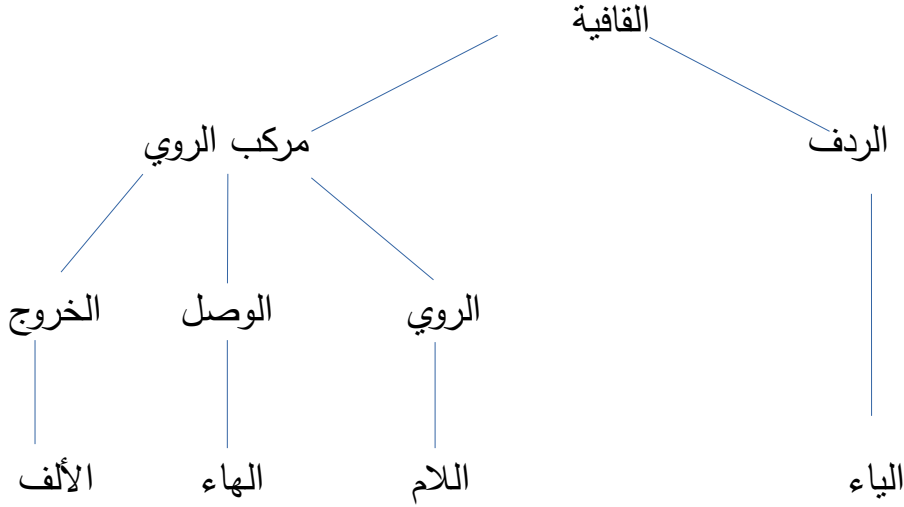 القافية
الردف مركب الروي
الروي الوصل الخروج
الياء اللام الهاء الألف